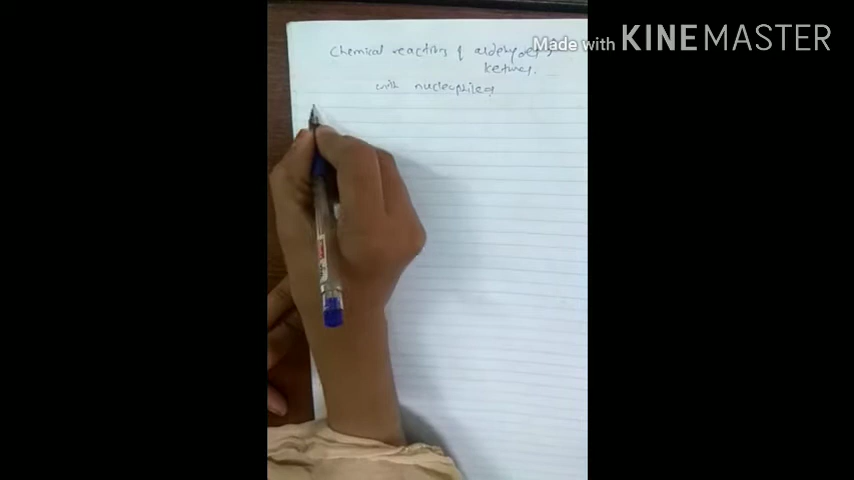 Chemical reactions of aldehydes &
ketones.
with nucleophiles
Made with KINEMASTER